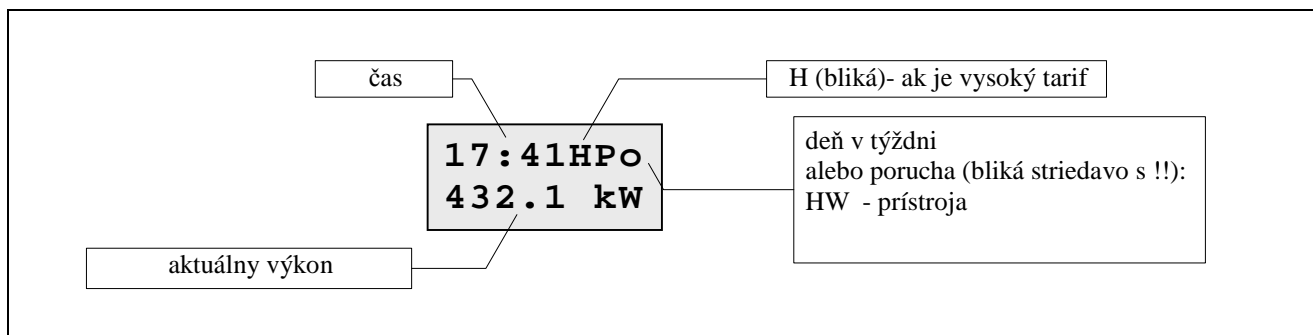 čas
H (bliká)- ak je vysoký tarif
17:41HPo
432.1 kW
deň v týždni
alebo porucha (bliká striedavo s !!):
HW - prístroja
aktuálny výkon